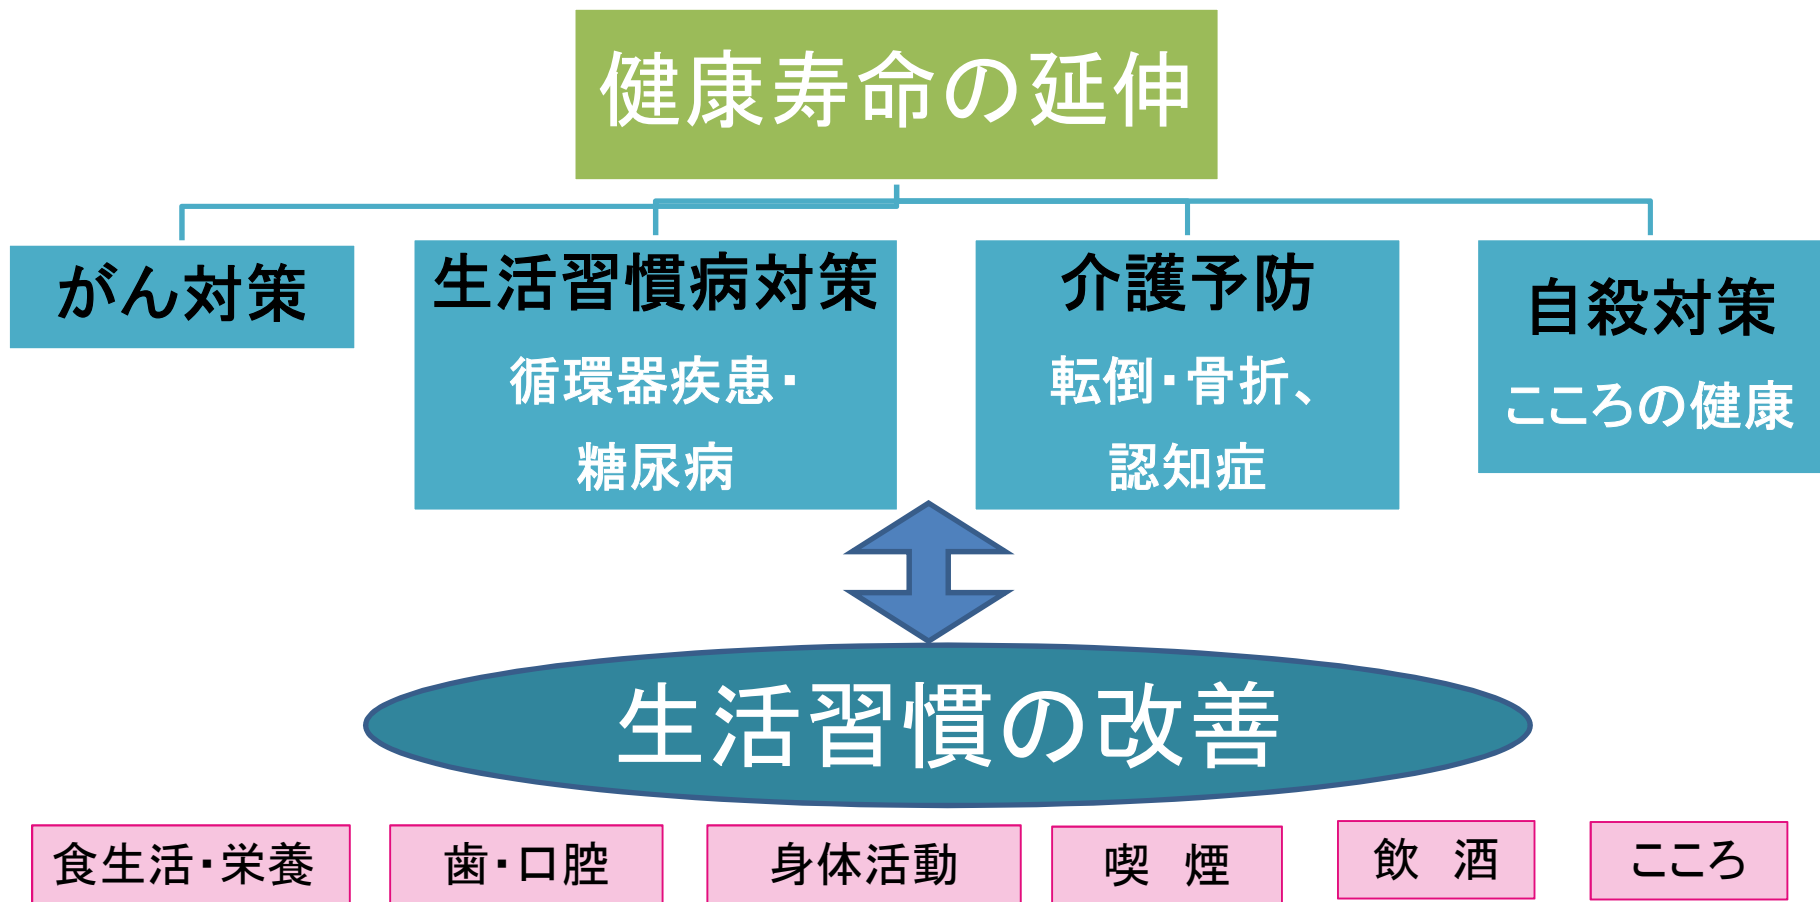 健康寿命の延伸
がん対策
生活習慣病対策
循環器疾患・
糖尿病
介護予防
転倒・骨折、
認知症
自殺対策
こころの健康
生活習慣の改善
食生活・栄養
歯・口腔
身体活動
喫　煙
飲　酒
こころ